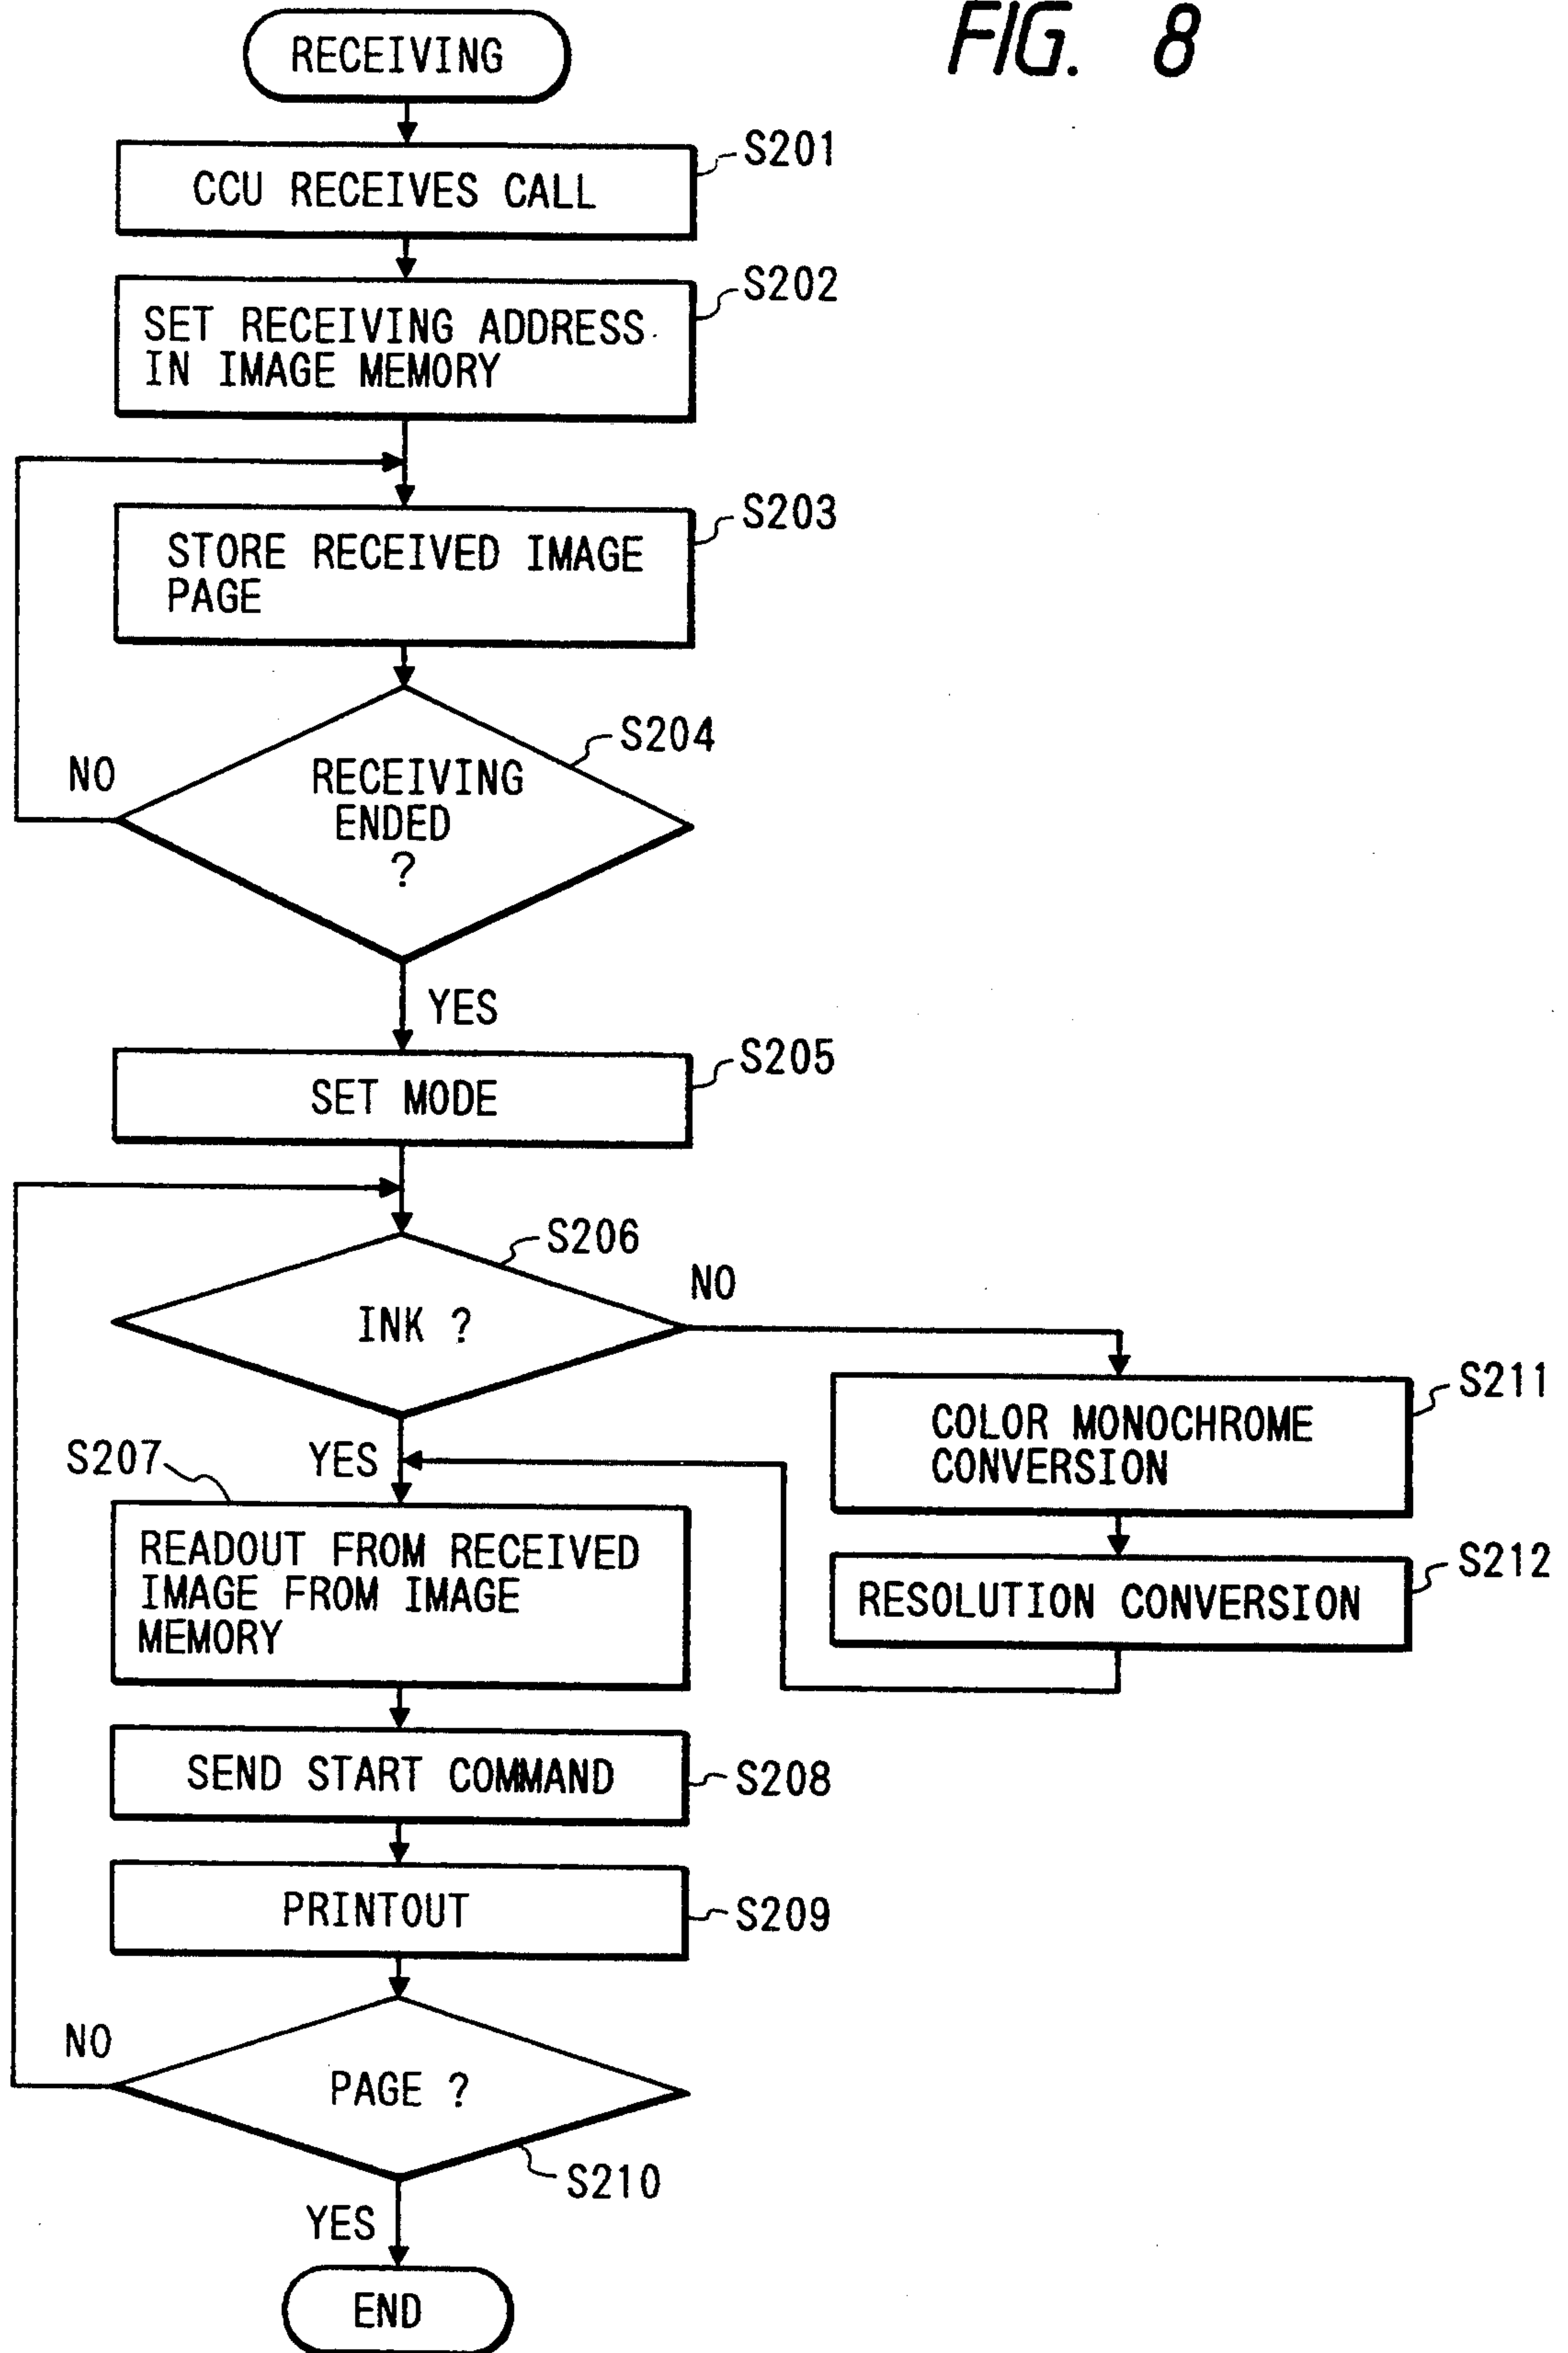 FIG. 8
RECEIVING
S201
CCU RECEIVES CALL
S202
SET RECEIVING ADDRESS
IN IMAGE MEMORY
S203
STORE RECEIVED IMAGE
PAGE
S204
NO
RECEIVING
ENDED
?
YES
S205
SET MODE
S206
NO
INK ?
S211
COLOR MONOCHROME
CONVERSION
S207
YES
READOUT FROM RECEIVED
IMAGE FROM IMAGE
MEMORY
S212
RESOLUTION CONVERSION
SEND START COMMAND
S208
PRINTOUT
S209
NO
PAGE ?
S210
YES
END